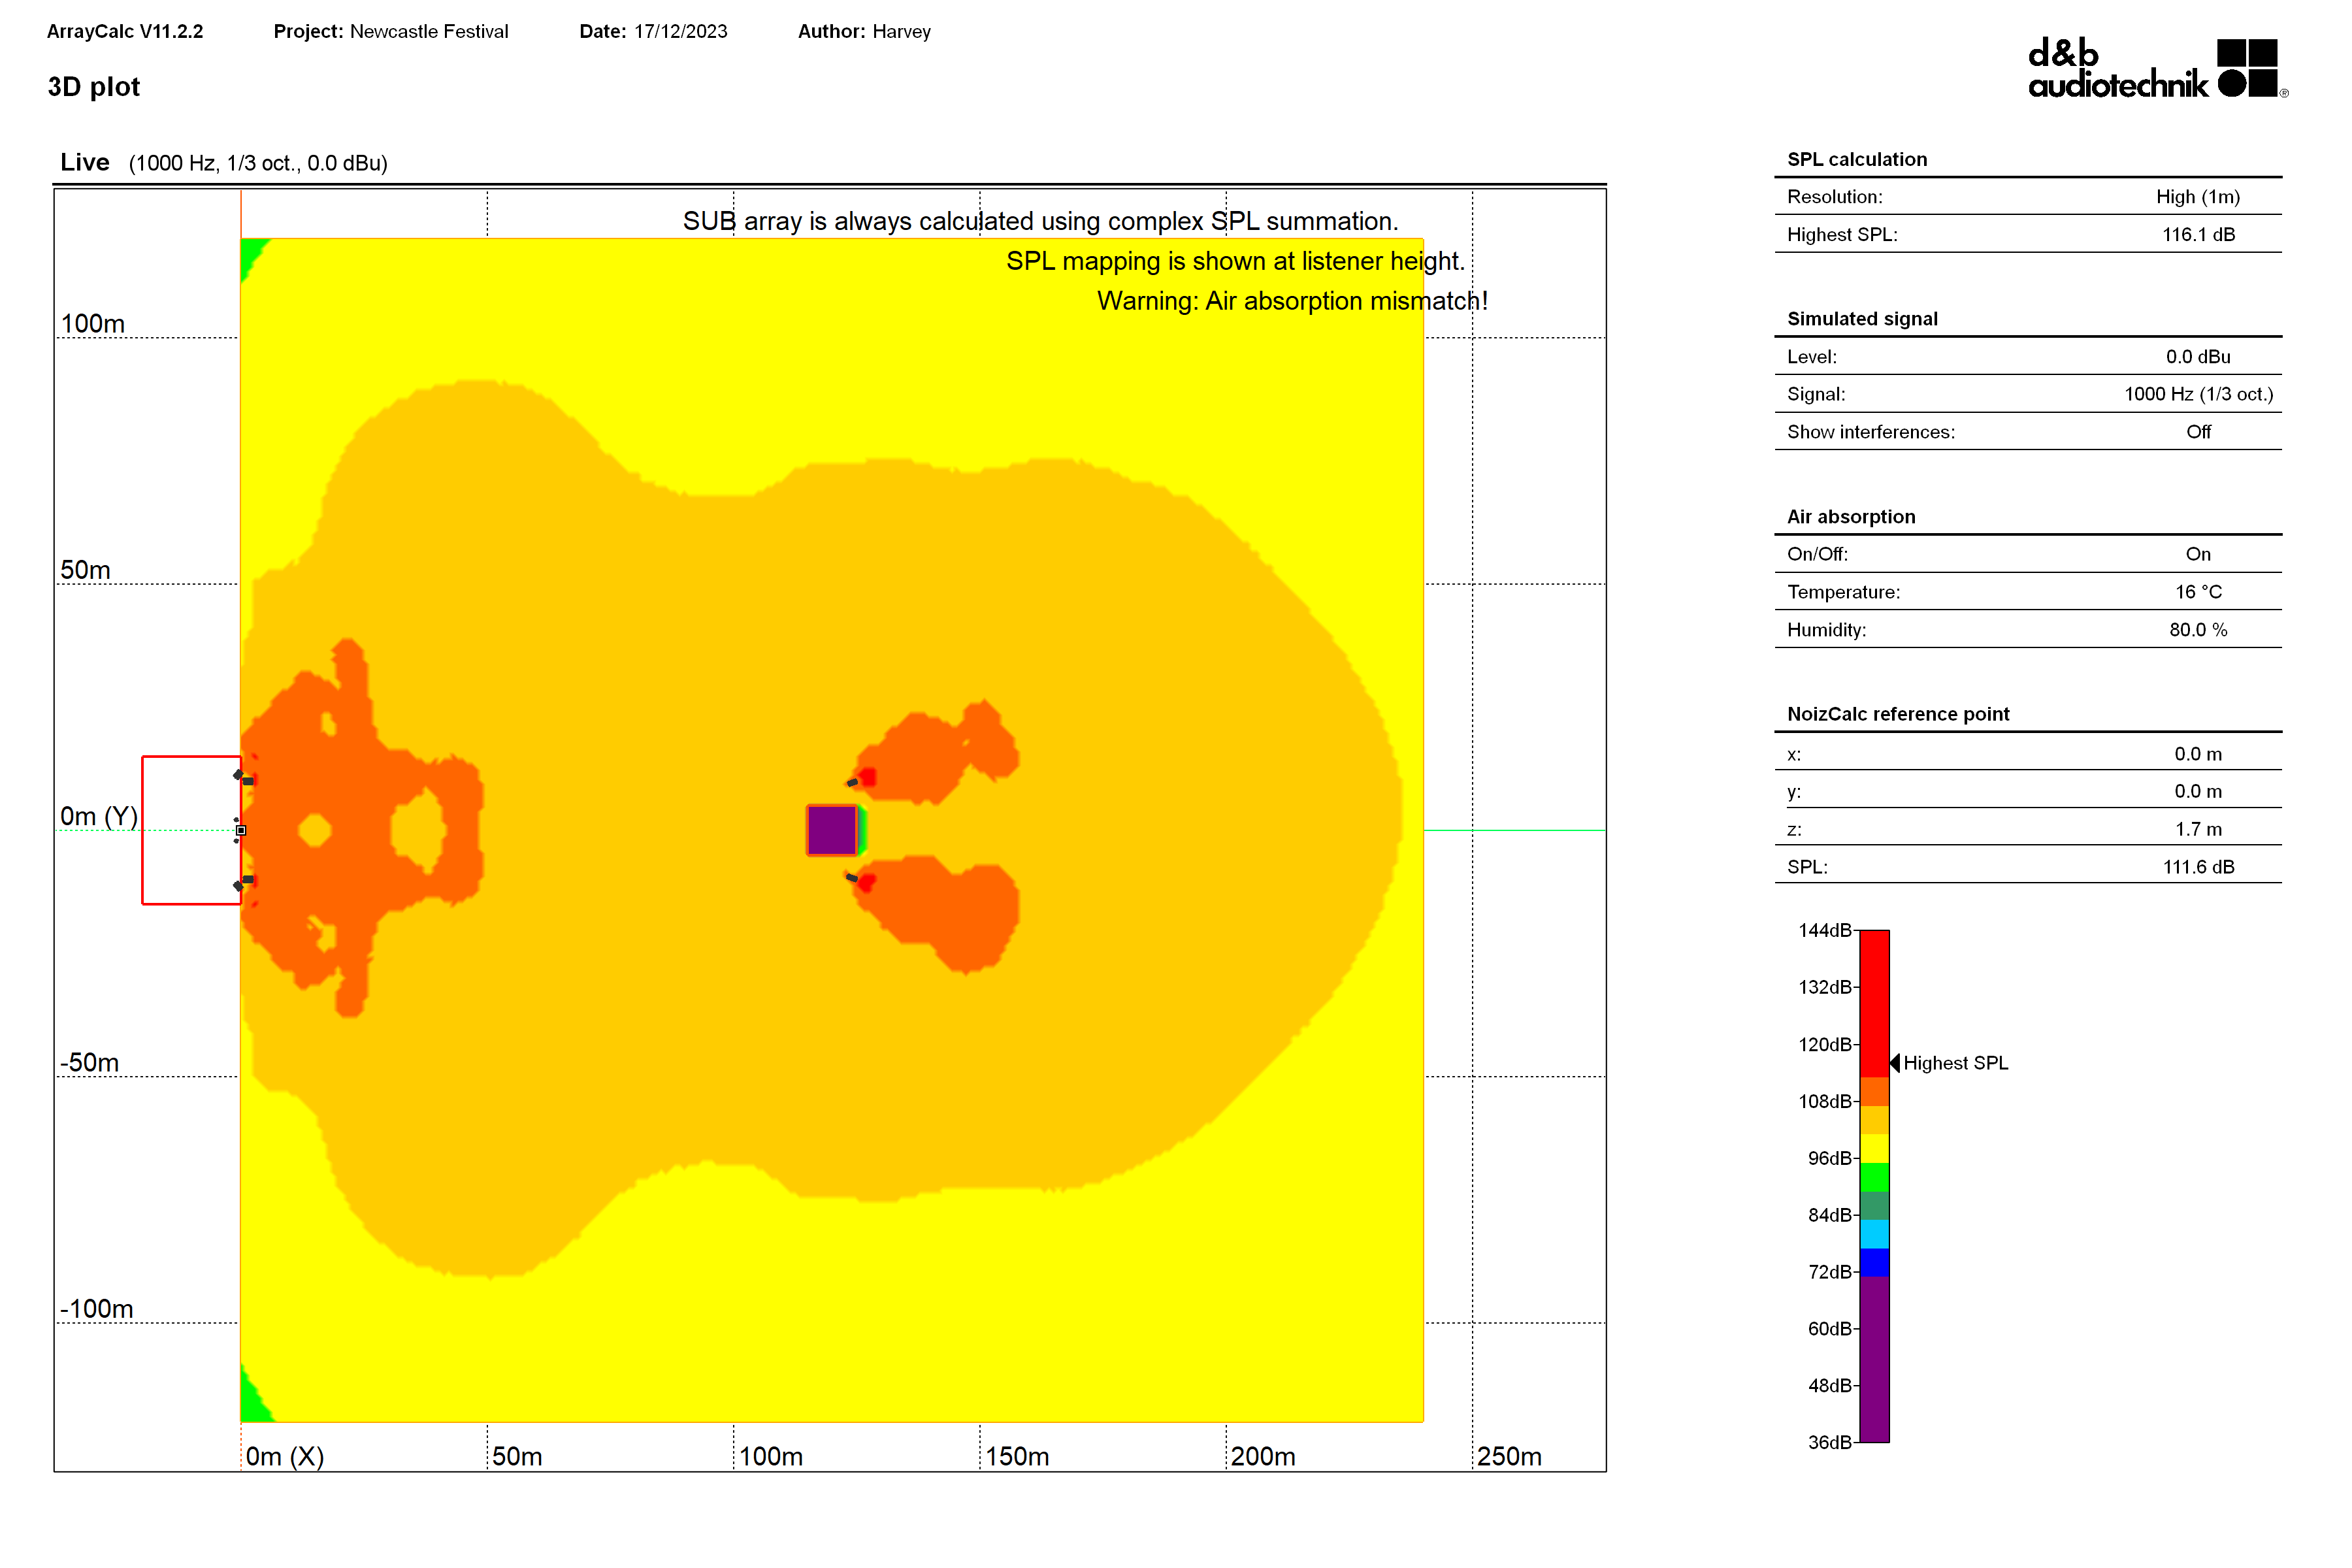 ArrayCalc V11.2.2 Project: Newcastle Festival Date: 17/12/2023 Author: Harvey
3D plot
d&b
audiotechnik ®
Live (1000 Hz, 1/3 oct., 0.0 dBu)
SUB array is always calculated using complex SPL summation.
SPL mapping is shown at listener height.
Warning: Air absorption mismatch!
100m
50m
0m (Y)
-50m
-100m
0m (X) 50m 100m 150m 200m 250m
SPL calculation
Resolution: High (1m)
Highest SPL: 116.1 dB
Simulated signal
Level: 0.0 dBu
Signal: 1000 Hz (1/3 oct.)
Show interferences: Off
Air absorption
On/Off: On
Temperature: 16 °C
Humidity: 80.0 %
NoizCalc reference point
x: 0.0 m
y: 0.0 m
z: 1.7 m
SPL: 111.6 dB
144dB
132dB
120dB
Highest SPL
108dB
96dB
84dB
72dB
60dB
48dB
36dB